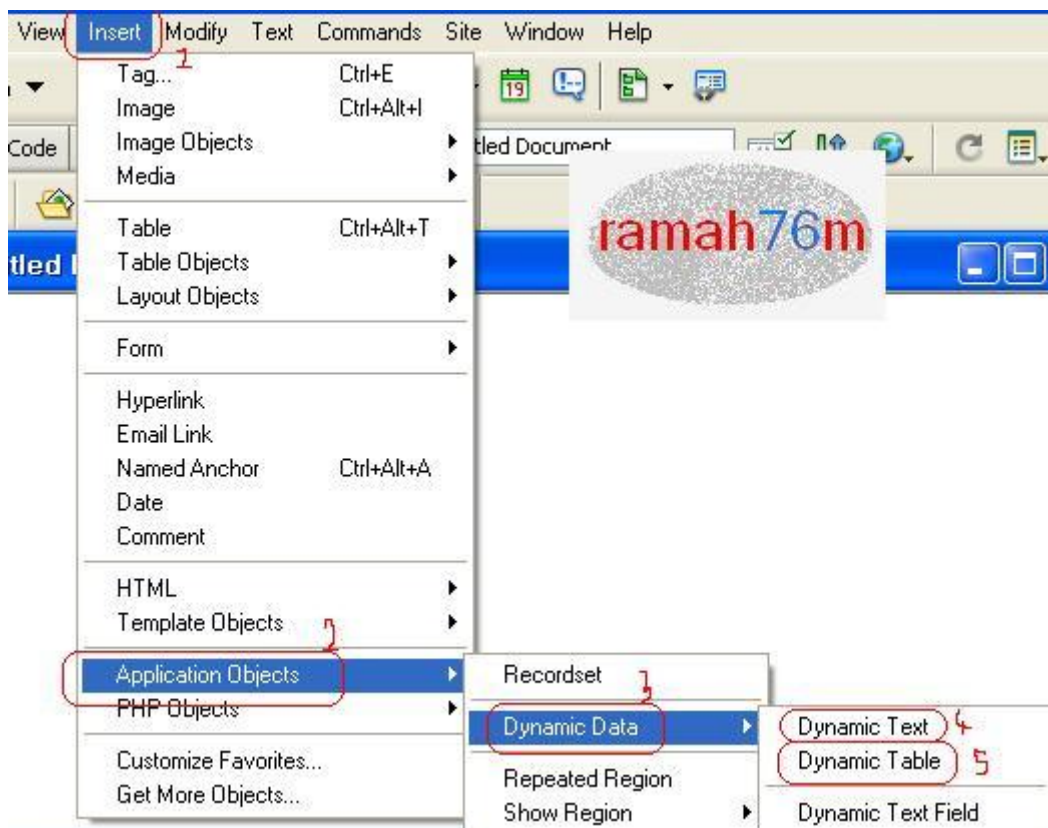 View Insert Modify Text Commands Site Window Help
1
Tag... Ctrl+E
19
Image Ctrl+Alt+I
Code
Image Objects
tled Document
Media
ramah76m
Table Ctrl+Alt+T
tled
Table Objects
Layout Objects
Form
Hyperlink
Email Link
Named Anchor Ctrl+Alt+A
Date
Comment
HTML
Template Objects
2
Application Objects
Recordset
3
PHP Objects
Dynamic Data
Dynamic Text 4
Customize Favorites...
Dynamic Table 5
Get More Objects...
Repeated Region
Show Region
Dynamic Text Field